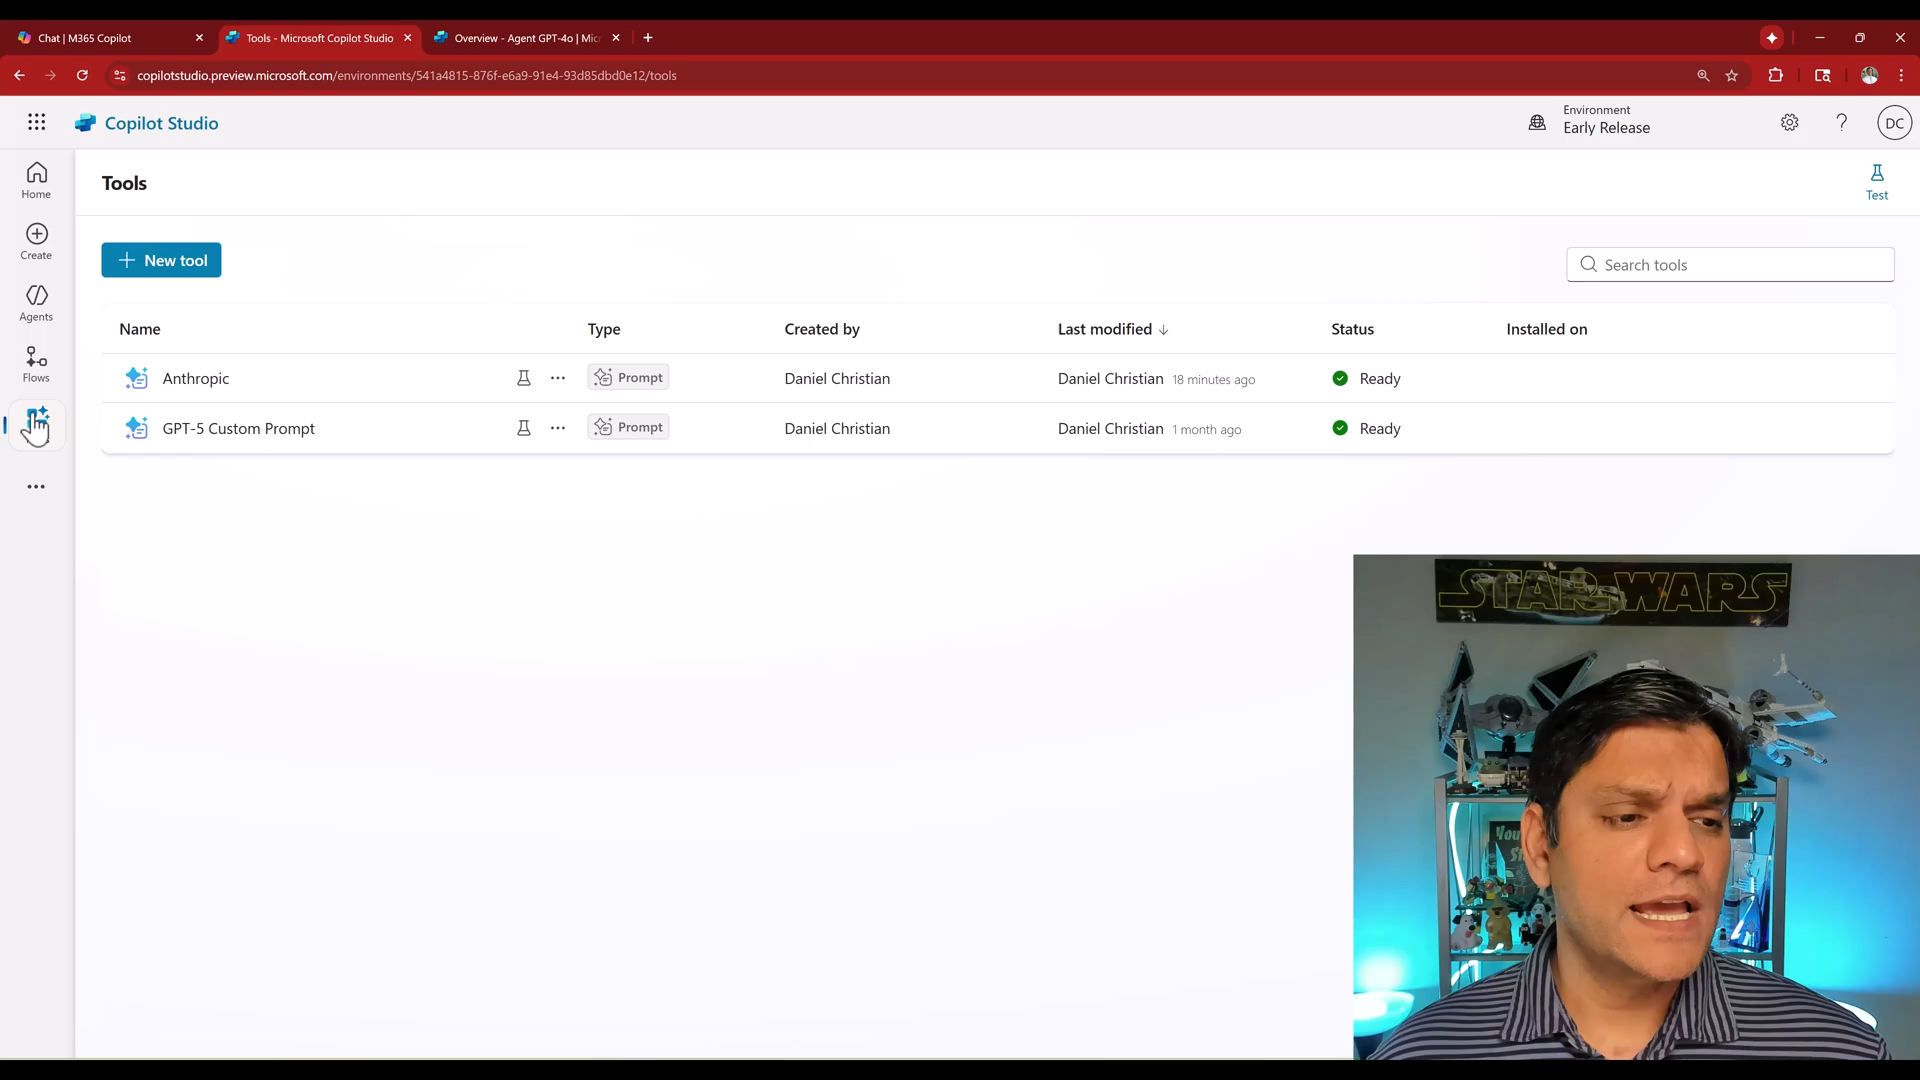 Chat | M365 Copilot
Tools - Microsoft Copilot Studio
Overview - Agent GPT-4o | Mic
copilotstudio.preview.microsoft.com/environments/541a4815-876f-e6a9-91e4-93d85dbd0e12/tools
Copilot Studio
Environment
Early Release
DC
Home
Create
Agents
Flows
Tools
Test
New tool
Search tools
Name Type Created by Last modified Status Installed on
Anthropic Prompt Daniel Christian Daniel Christian 18 minutes ago Ready
GPT-5 Custom Prompt Prompt Daniel Christian Daniel Christian 1 month ago Ready
STAR WARS